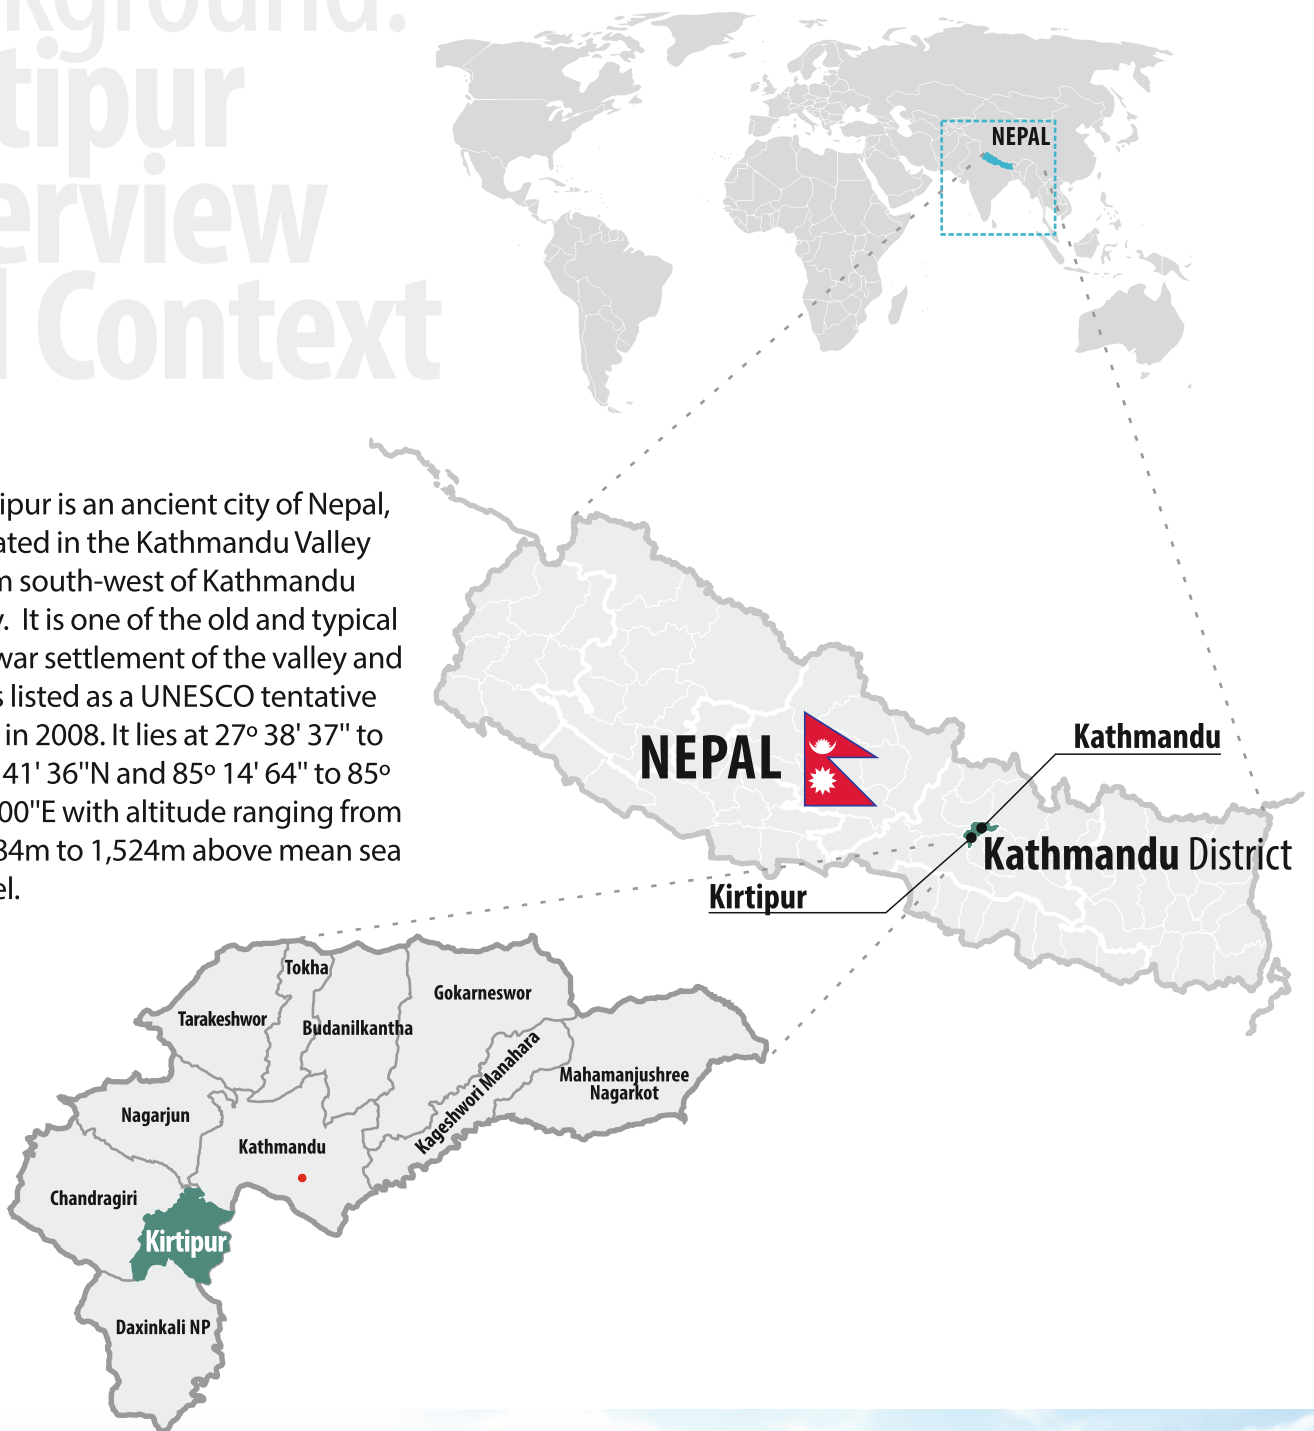 kground:
tipur
erview
Context
NEPAL
tipur is an ancient city of Nepal,
ated in the Kathmandu Valley
m south-west of Kathmandu
y. It is one of the old and typical
war settlement of the valley and
s listed as a UNESCO tentative
in 2008. It lies at 27º 38' 37" to
41' 36"N and 85º 14' 64" to 85º
00"E with altitude ranging from
84m to 1,524m above mean sea
el.
Kathmandu
NEPAL
Kathmandu District
Kirtipur
Tokha
Gokarneswor
Tarakeshwor
Budanilkantha
Kageshwori Manahara
Mahamanjushree
Nagarkot
Nagarjun
Kathmandu
Chandragiri
Kirtipur
Daxinkali NP